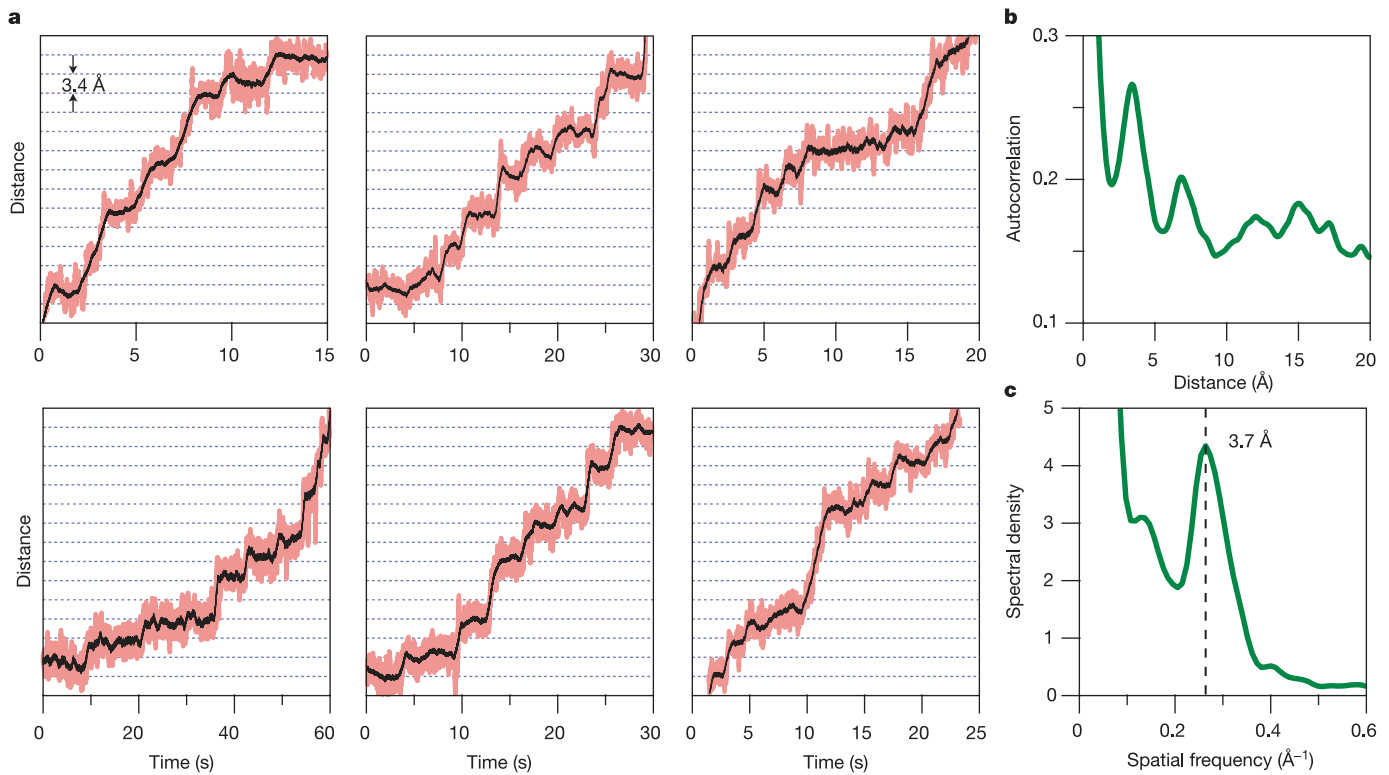 a
3.4 Å
Distance
0 5 10 15
0 10 20 30
0 5 10 15 20
Distance
0 20 40 60
0 10 20 30
0 5 10 15 20 25
Time (s)
Time (s)
Time (s)
b
0.3
0.2
0.1
Autocorrelation
0 5 10 15 20
Distance (Å)
c
5
4
3
2
1
0
Spectral density
3.7 Å
0 0.2 0.4 0.6
Spatial frequency (Å⁻¹)